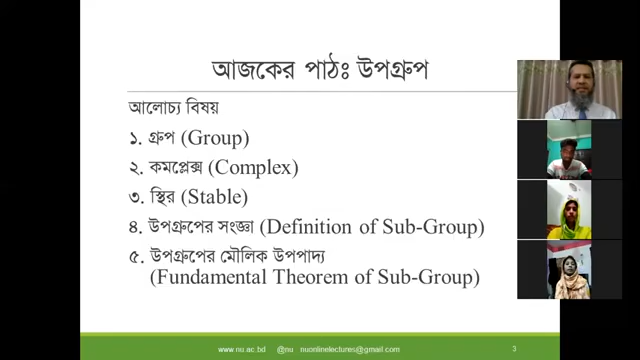 আজকের পাঠঃ উপগ্রুপ
আলোচ্য বিষয়
১. গ্রুপ (Group)
২. কমপ্লেক্স (Complex)
৩. স্থির (Stable)
৪. উপগ্রুপের সংজ্ঞা (Definition of Sub-Group)
৫. উপগ্রুপের মৌলিক উপপাদ্য
(Fundamental Theorem of Sub-Group)
www.nu.ac.bd @nu nuonlinelectures@gmail.com 3